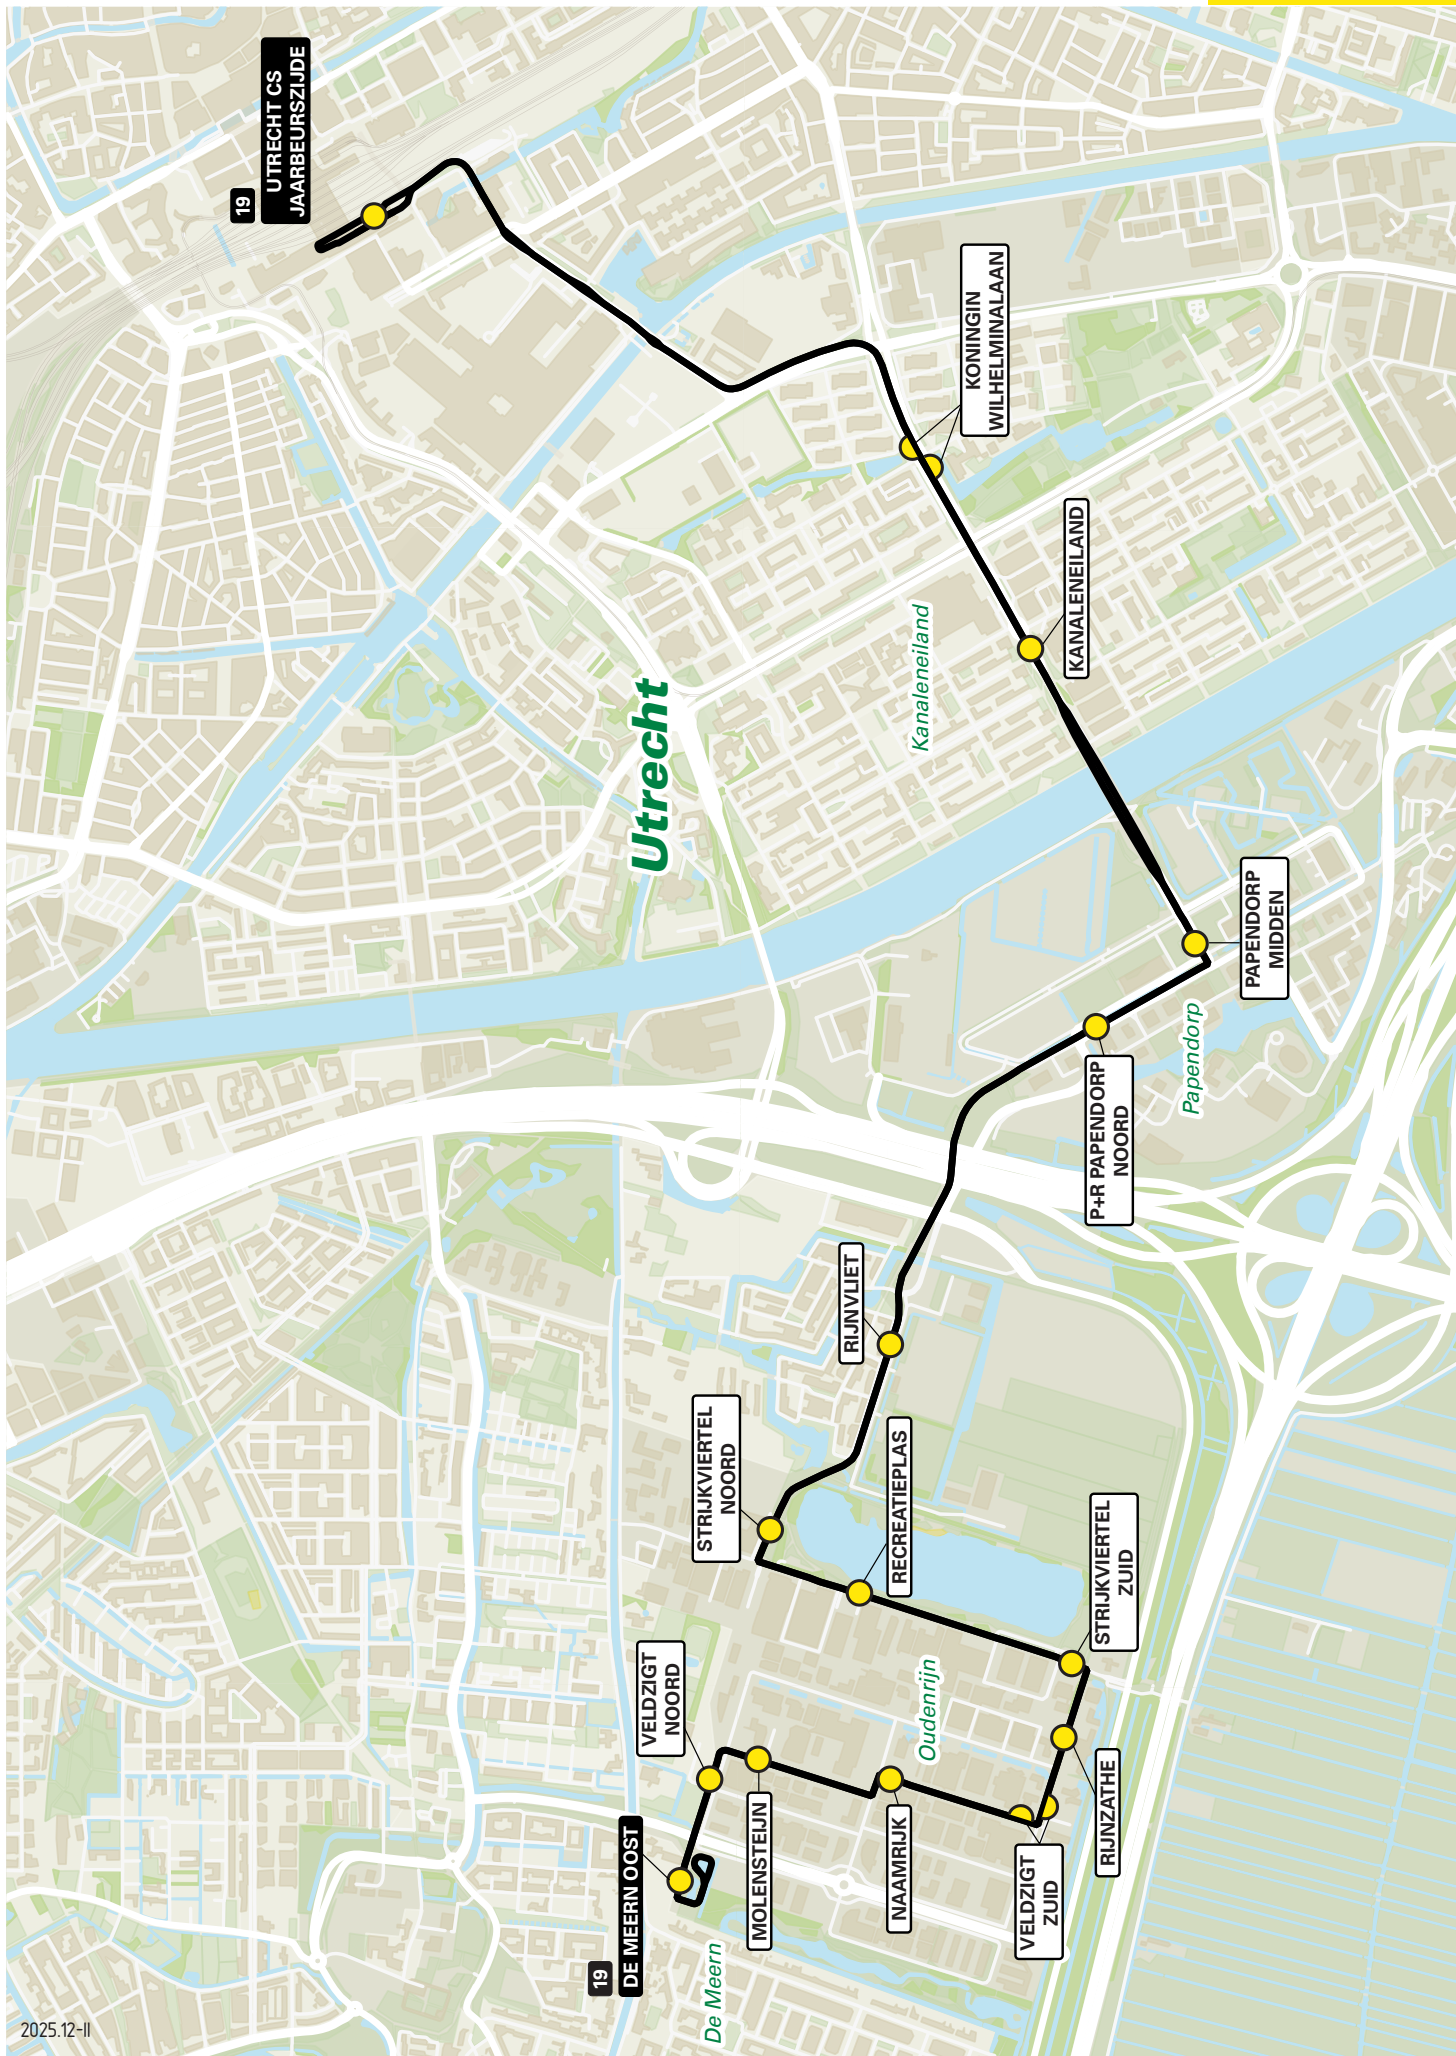 19
UTRECHT CS
JAARBEURSZIJDE
KONINGIN
WILHELMINALAAN
KANALENEILAND
Kanaleneiland
Utrecht
PAPENDORP
MIDDEN
Papendorp
P+R PAPENDORP
NOORD
RIJNVLIET
STRIJKVIERTEL
NOORD
RECREATIEPLAS
STRIJKVIERTEL
ZUID
Oudenrijn
RIJNZATHE
VELDZIGT
ZUID
NAAMRIJK
MOLENSTEIJN
VELDZIGT
NOORD
19
DE MEERN OOST
De Meern
2025.12-II